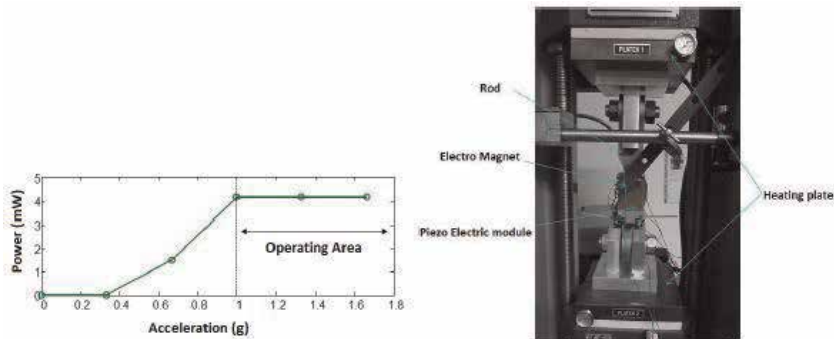 5
4
3
2
1
0
Power (mW)
Operating Area
0 0.2 0.4 0.6 0.8 1 1.2 1.4 1.6 1.8
Acceleration (g)
PLATEN 1
Rod
Electro Magnet
Heating plate
Piezo Electric module
PLATEN 2